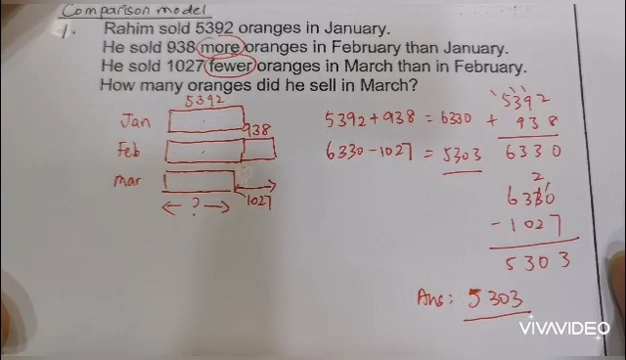 Comparison model
1. Rahim sold 5392 oranges in January.
He sold 938 more oranges in February than January.
He sold 1027 fewer oranges in March than in February.
How many oranges did he sell in March?
5392
Jan
938
Feb
Mar
1027
?
5392 + 938 = 6330
6330 - 1027 = 5303
5392
+ 938
6330
2 1
6330
- 1027
5303
Ans: 5303
VIVAVIDEO